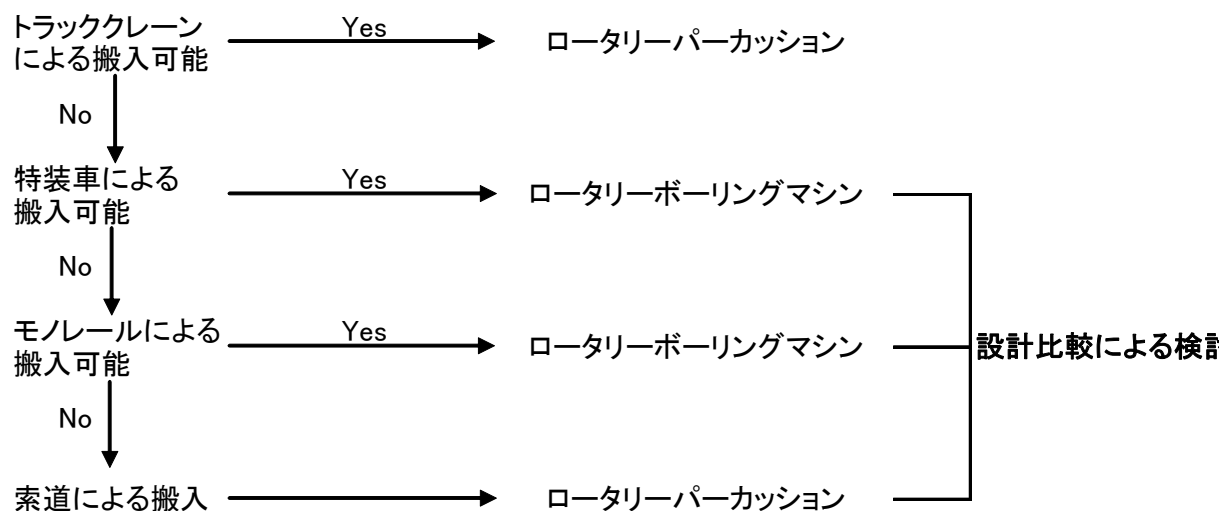 トラッククレーン
による搬入可能
Yes
ロータリーパーカッション
No
特装車による
搬入可能
Yes
ロータリーボーリングマシン
No
モノレールによる
搬入可能
Yes
ロータリーボーリングマシン
設計比較による検
No
索道による搬入
ロータリーパーカッション